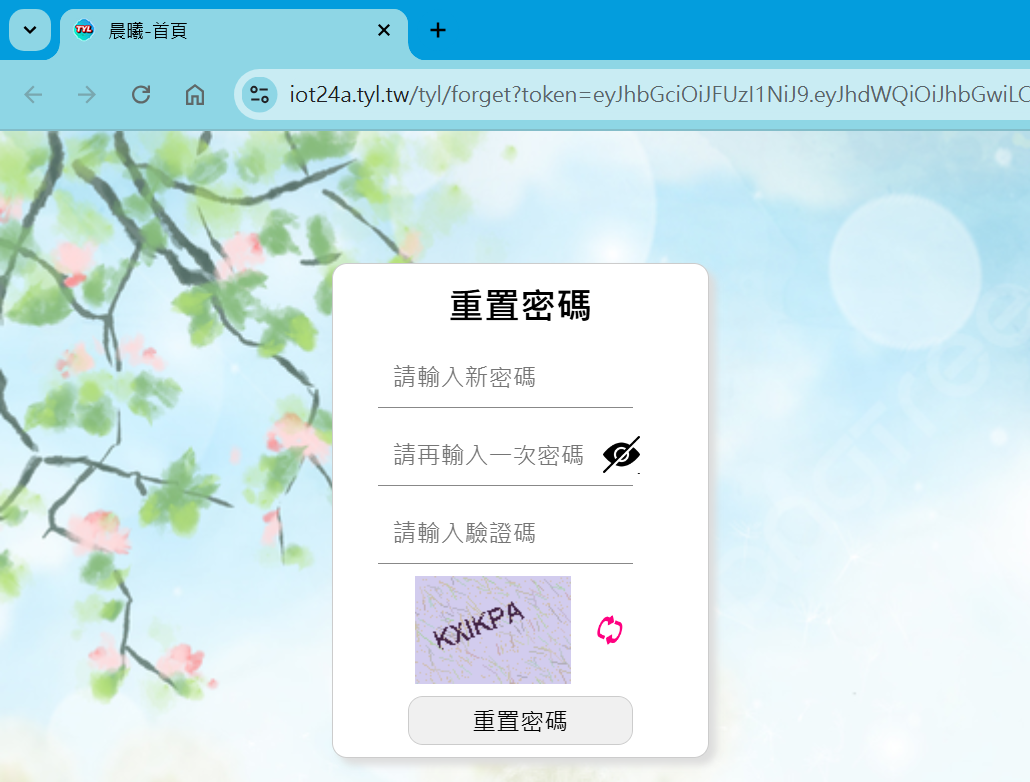 TYL 晨曦-首頁
iot24a.tyl.tw/tyl/forget?token=eyJhbGciOiJFUzI1NiJ9.eyJhdWQiOiJhbGwiLC
重置密碼
請輸入新密碼
請再輸入一次密碼
請輸入驗證碼
KXIKPA
重置密碼